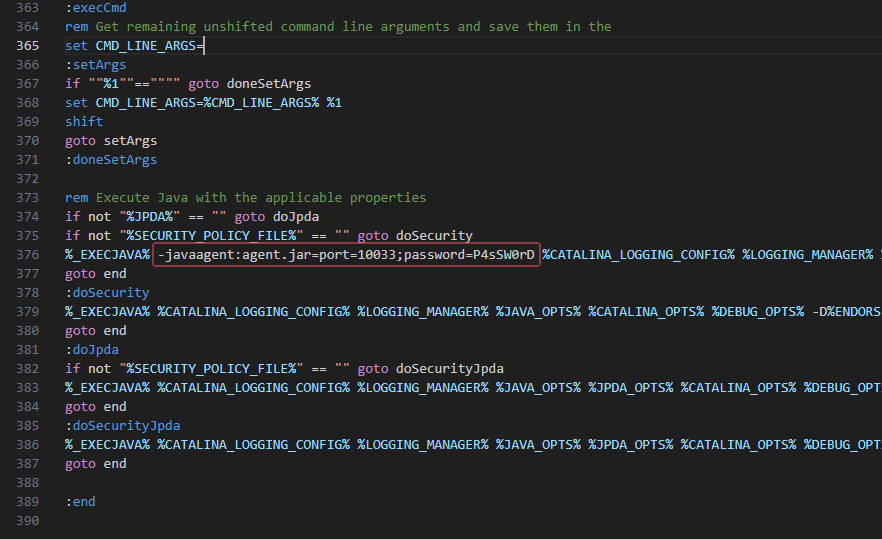 363 :execCmd
364 rem Get remaining unshifted command line arguments and save them in the
365 set CMD_LINE_ARGS=
366 :setArgs
367 if ""%1""=="""" goto doneSetArgs
368 set CMD_LINE_ARGS=%CMD_LINE_ARGS% %1
369 shift
370 goto setArgs
371 :doneSetArgs
372
373 rem Execute Java with the applicable properties
374 if not "%JPDA%" == "" goto doJpda
375 if not "%SECURITY_POLICY_FILE%" == "" goto doSecurity
376 %_EXECJAVA% -javaagent:agent.jar=port=10033;password=P4sSW0rD %CATALINA_LOGGING_CONFIG% %LOGGING_MANAGER% %
377 goto end
378 :doSecurity
379 %_EXECJAVA% %CATALINA_LOGGING_CONFIG% %LOGGING_MANAGER% %JAVA_OPTS% %CATALINA_OPTS% %DEBUG_OPTS% -D%ENDORS
380 goto end
381 :doJpda
382 if not "%SECURITY_POLICY_FILE%" == "" goto doSecurityJpda
383 %_EXECJAVA% %CATALINA_LOGGING_CONFIG% %LOGGING_MANAGER% %JAVA_OPTS% %JPDA_OPTS% %CATALINA_OPTS% %DEBUG_OPT
384 goto end
385 :doSecurityJpda
386 %_EXECJAVA% %CATALINA_LOGGING_CONFIG% %LOGGING_MANAGER% %JAVA_OPTS% %JPDA_OPTS% %CATALINA_OPTS% %DEBUG_OPT
387 goto end
388
389 :end
390